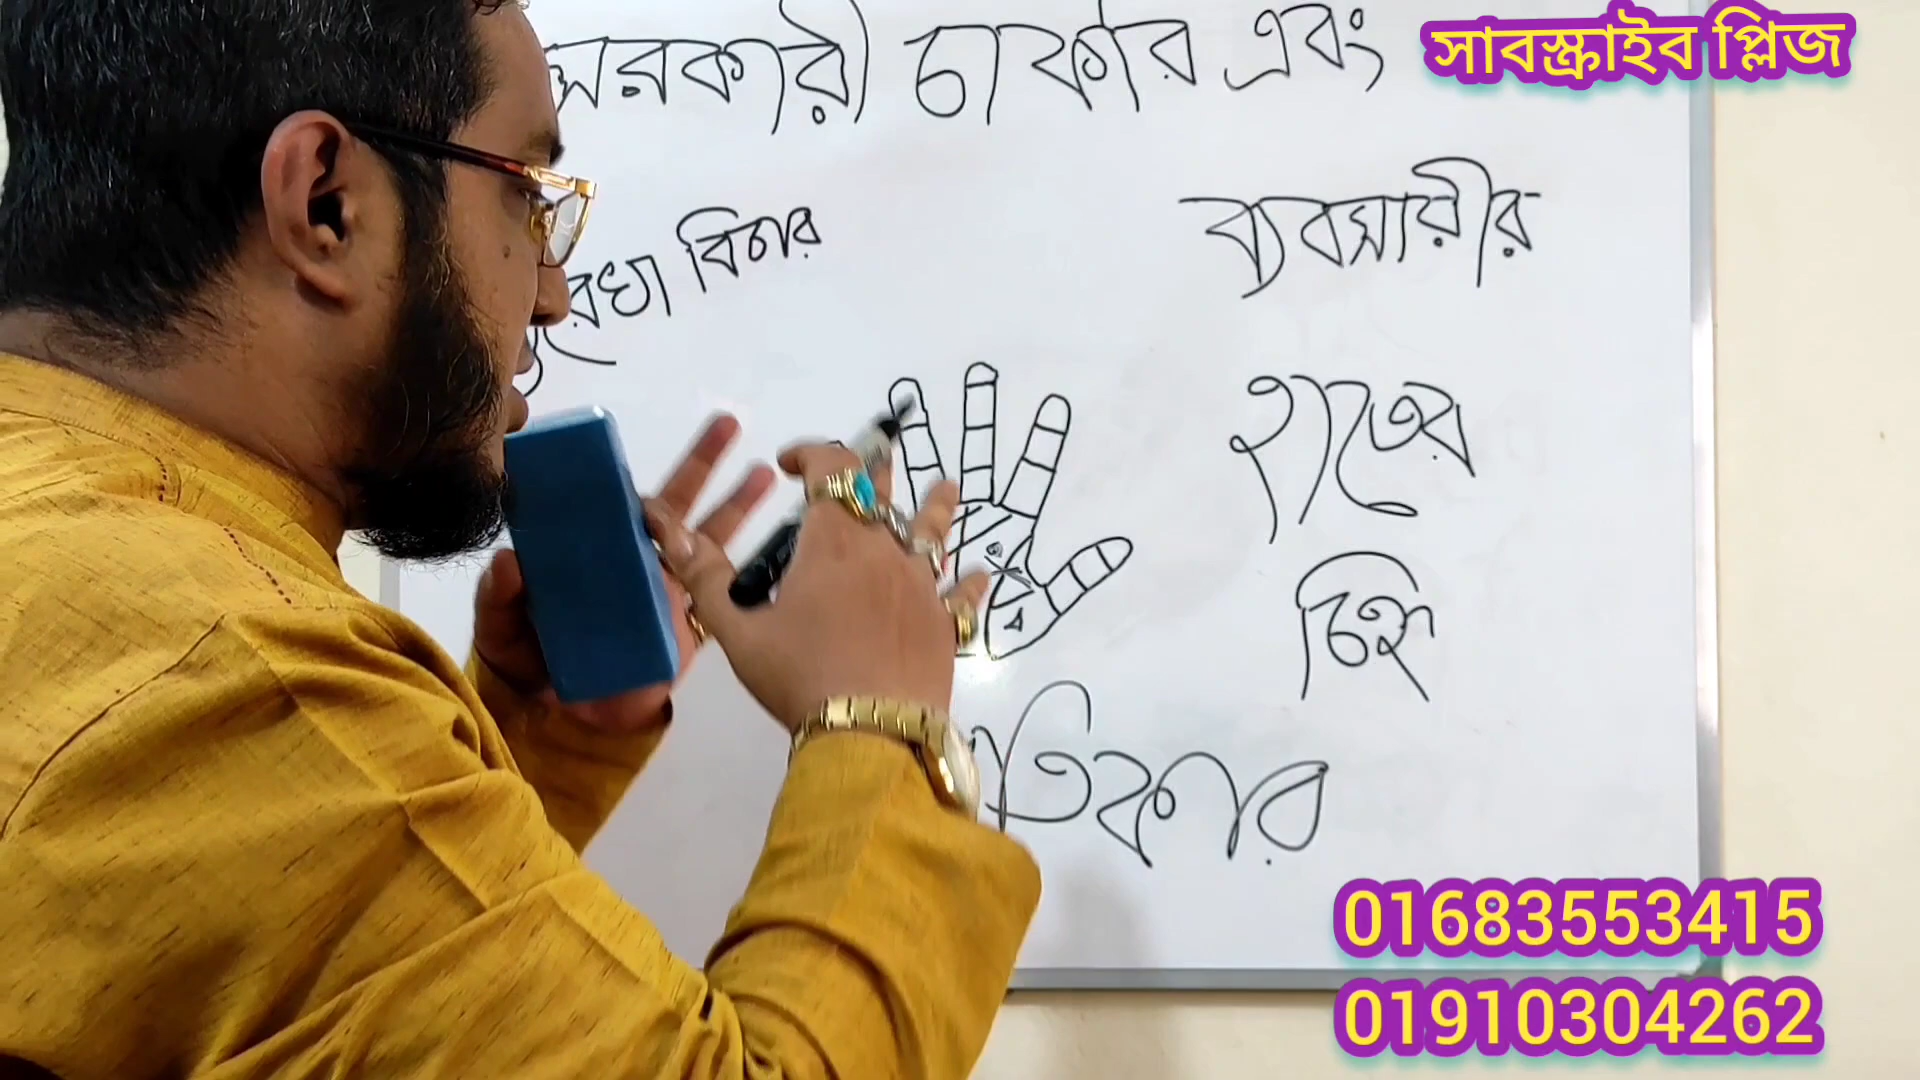 সাবস্ক্রাইব প্লিজ
সরকারী চাকরি এবং
ব্যবসায়ীর
রেখা বিচার
হাতের
চিহ্ন
তিকার
01683553415
01910304262